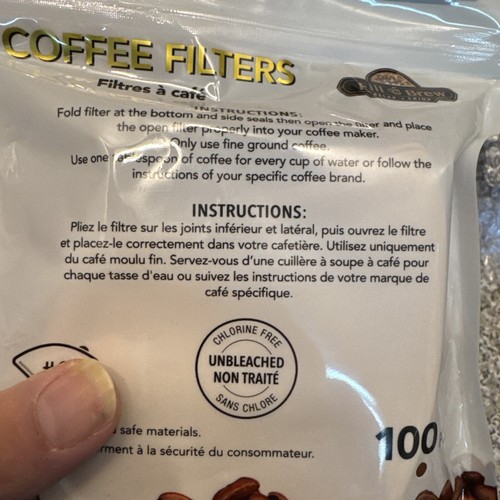 COFFEE FILTERS
Filtres à café
Fill & Brew
INSTRUCTIONS:
Fold filter at the bottom and side seals then open the filter and place
the open filter properly into your coffee maker.
Only use fine ground coffee.
Use one tablespoon of coffee for every cup of water or follow the
instructions of your specific coffee brand.
INSTRUCTIONS:
Pliez le filtre sur les joints inférieur et latéral, puis ouvrez le filtre
et placez-le correctement dans votre cafetière. Utilisez uniquement
du café moulu fin. Servez-vous d'une cuillère à soupe à café pour
chaque tasse d'eau ou suivez les instructions de votre marque de
café spécifique.
CHLORINE FREE
UNBLEACHED
NON TRAITÉ
SANS CHLORE
safe materials.
à la sécurité du consommateur.
100